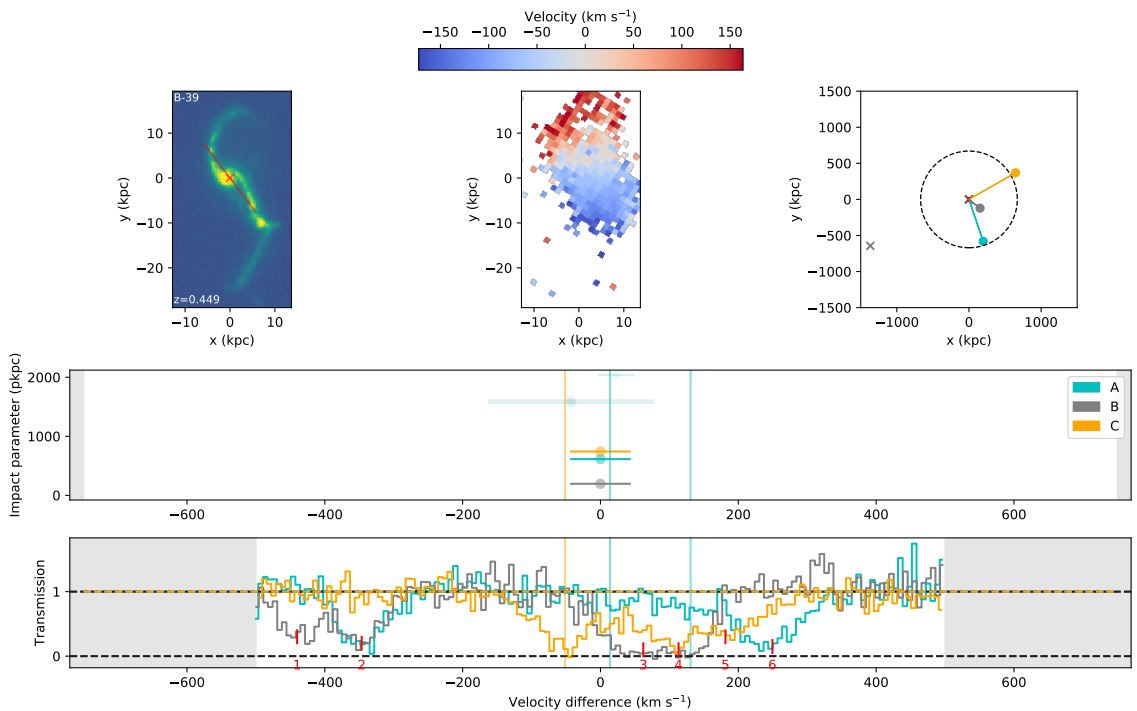 Velocity (km s⁻¹)
−150 −100 −50 0 50 100 150
B-39
z=0.449
y (kpc)
10
0
−10
−20
−10 0 10
x (kpc)
y (kpc)
10
0
−10
−20
−10 0 10
x (kpc)
y (kpc)
1500
1000
500
0
−500
−1000
−1500
−1000 0 1000
x (kpc)
Impact parameter (pkpc)
2000
1000
0
A
B
C
−600 −400 −200 0 200 400 600
Transmission
1
0
1 2 3 4 5 6
−600 −400 −200 0 200 400 600
Velocity difference (km s⁻¹)